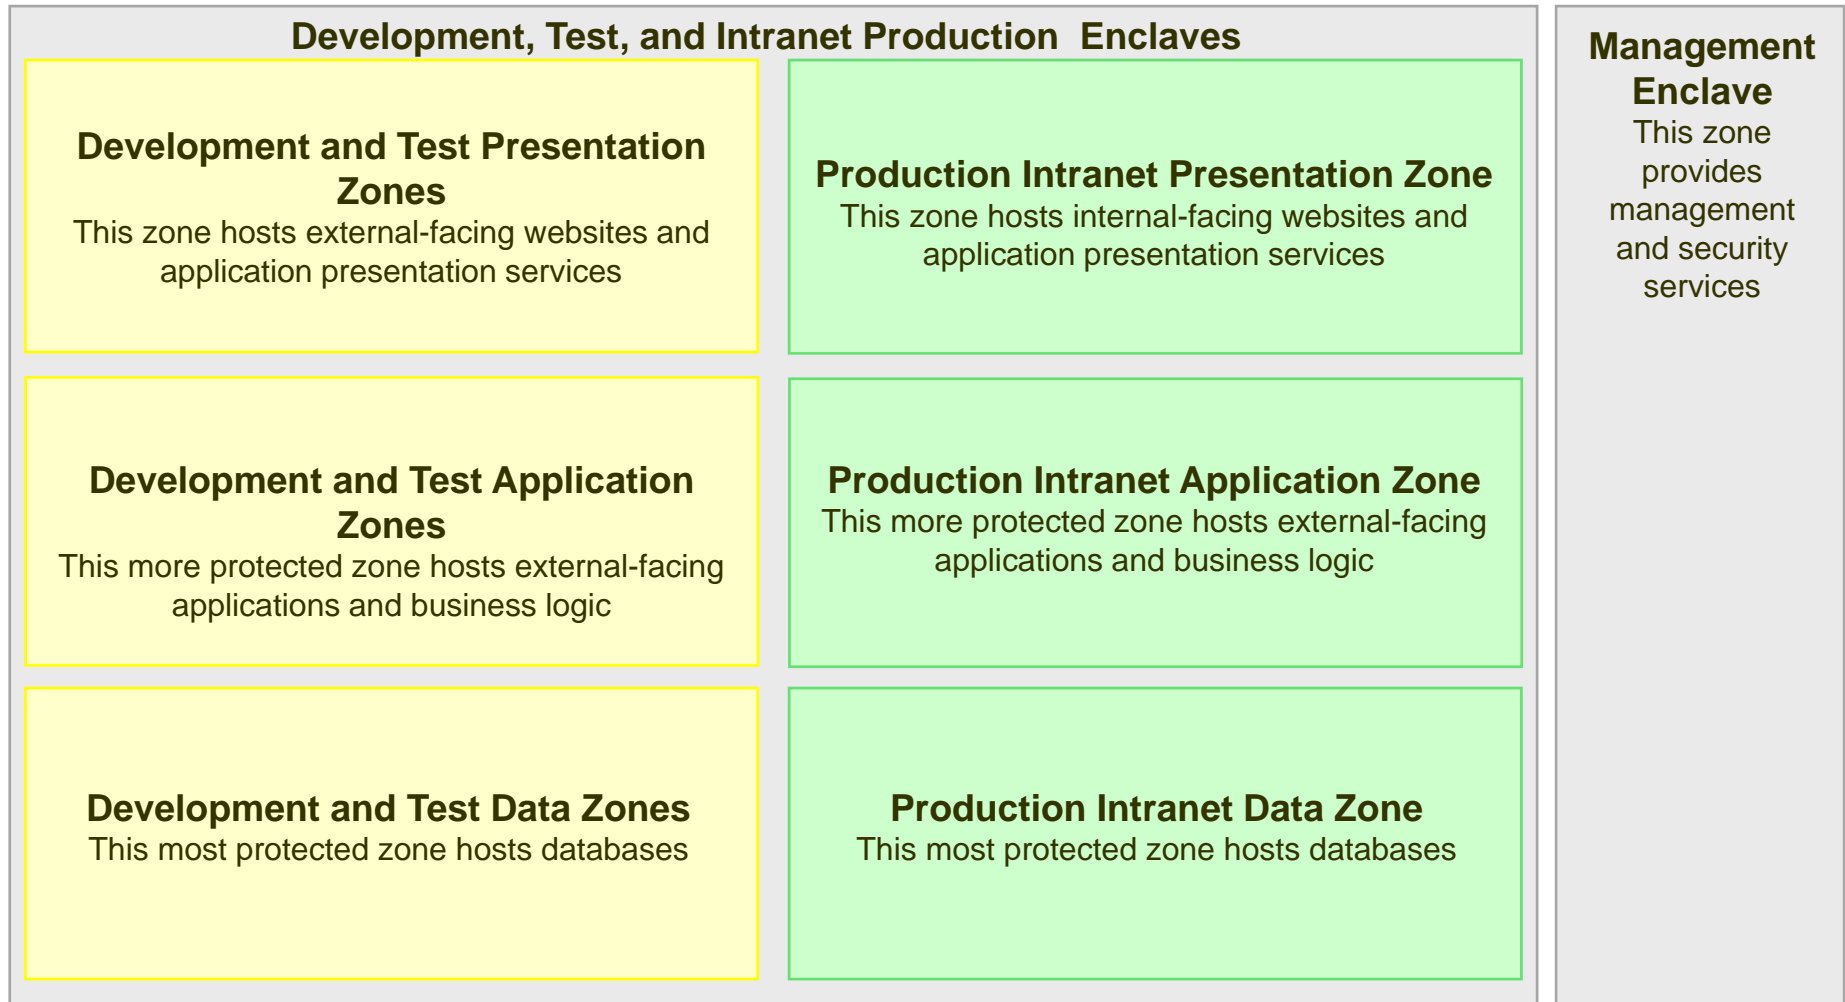 Development, Test, and Intranet Production  Enclaves
Development and Test Presentation
Zones
This zone hosts external-facing websites and
application presentation services
Production Intranet Presentation Zone
This zone hosts internal-facing websites and
application presentation services
Development and Test Application
Zones
This more protected zone hosts external-facing
applications and business logic
Production Intranet Application Zone
This more protected zone hosts external-facing
applications and business logic
Development and Test Data Zones
This most protected zone hosts databases
Production Intranet Data Zone
This most protected zone hosts databases
Management
Enclave
This zone
provides
management
and security
services